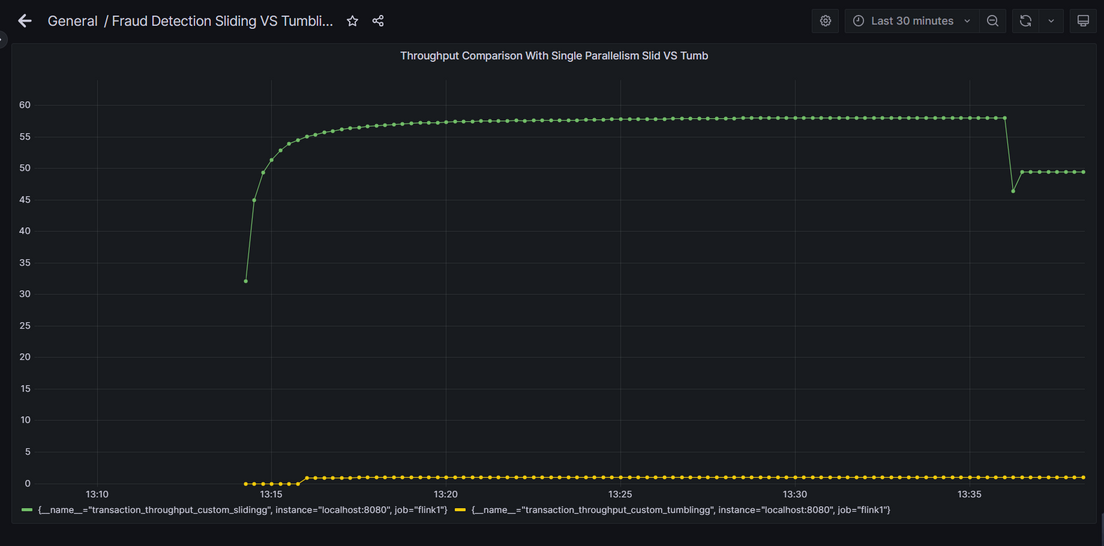 General / Fraud Detection Sliding VS Tumbli...
Last 30 minutes
Throughput Comparison With Single Parallelism Slid VS Tumb
60
55
50
45
40
35
30
25
20
15
10
5
0
13:10 13:15 13:20 13:25 13:30 13:35
{__name__="transaction_throughput_custom_slidingg", instance="localhost:8080", job="flink1"} {__name__="transaction_throughput_custom_tumblingg", instance="localhost:8080", job="flink1"}